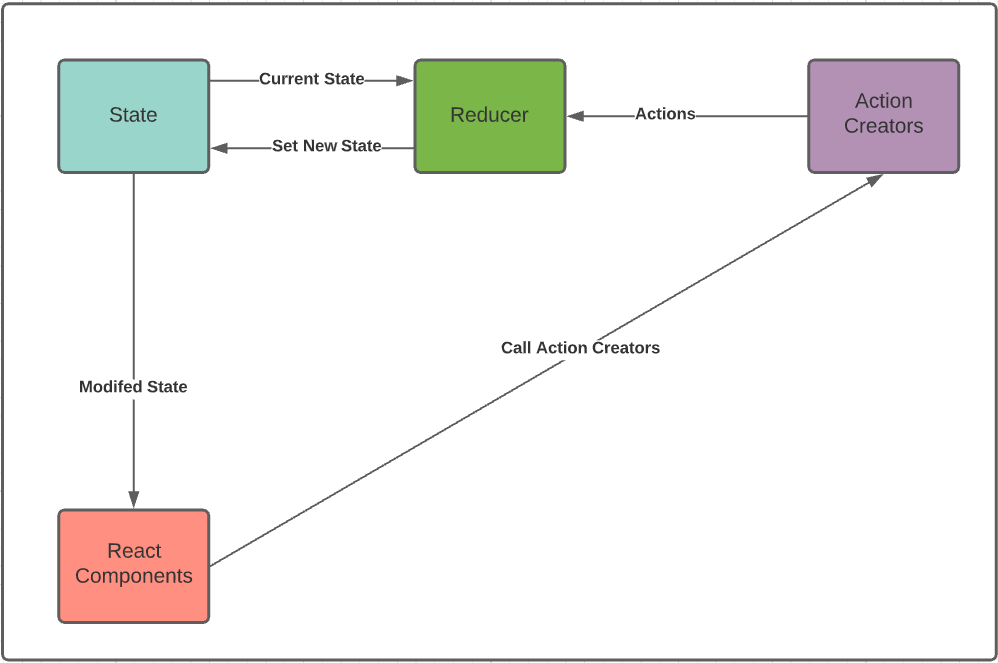 State
Current State
Set New State
Reducer
Actions
Action
Creators
Call Action Creators
Modifed State
React
Components